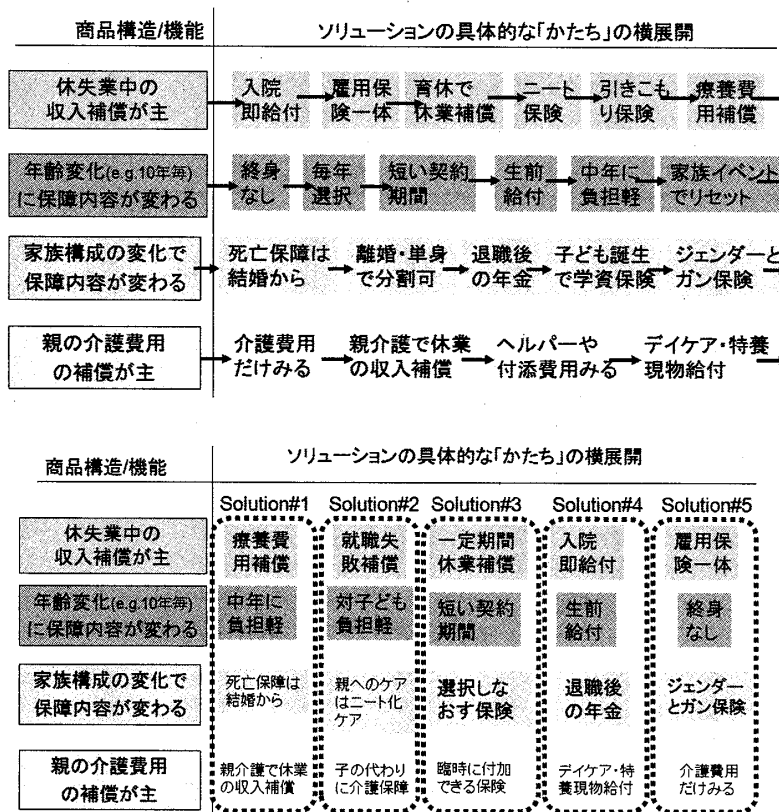 商品構造/機能
ソリューションの具体的な「かたち」の横展開
休失業中の
収入補償が主
入院
即給付
雇用保
険一体
育休で
休業補償
ニート
保険
引きこも
り保険
療養費
用補償
年齢変化(e.g.10年毎)
に保障内容が変わる
終身
なし
毎年
選択
短い契約
期間
生前
給付
中年に
負担軽
家族イベント
でリセット
家族構成の変化で
保障内容が変わる
死亡保障は
結婚から
離婚・単身
で分割可
退職後
の年金
子ども誕生
で学資保険
ジェンダーと
ガン保険
親の介護費用
の補償が主
介護費用
だけみる
親介護で休業
の収入補償
ヘルパーや
付添費用みる
デイケア・特養
現物給付
商品構造/機能
ソリューションの具体的な「かたち」の横展開
Solution#1
Solution#2
Solution#3
Solution#4
Solution#5
休失業中の
収入補償が主
療養費
用補償
就職失
敗補償
一定期間
休業補償
入院
即給付
雇用保
険一体
年齢変化(e.g.10年毎)
に保障内容が変わる
中年に
負担軽
対子ども
負担軽
短い契約
期間
生前
給付
終身
なし
家族構成の変化で
保障内容が変わる
死亡保障は
結婚から
親へのケア
はニート化
ケア
選択しな
おす保険
退職後
の年金
ジェンダー
とガン保険
親の介護費用
の補償が主
親介護で休業
の収入補償
子の代わり
に介護保障
臨時に付加
できる保険
デイケア・特
養現物給付
介護費用
だけみる